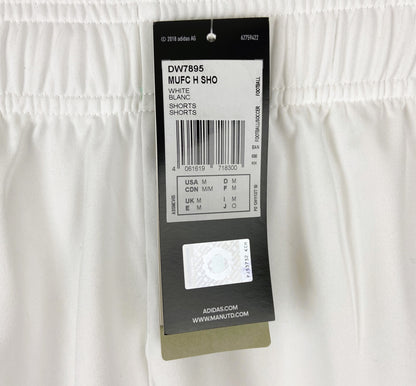 © 2018 adidas AG
63759422
DW7895
MUFC H SHO
WHITE
BLANC
SHORTS
SHORTS
4 061619 718300
USA M D M
CDN M/M F M
UK M I M
E M J O
ADIDAS.COM
WWW.MANUTD.COM